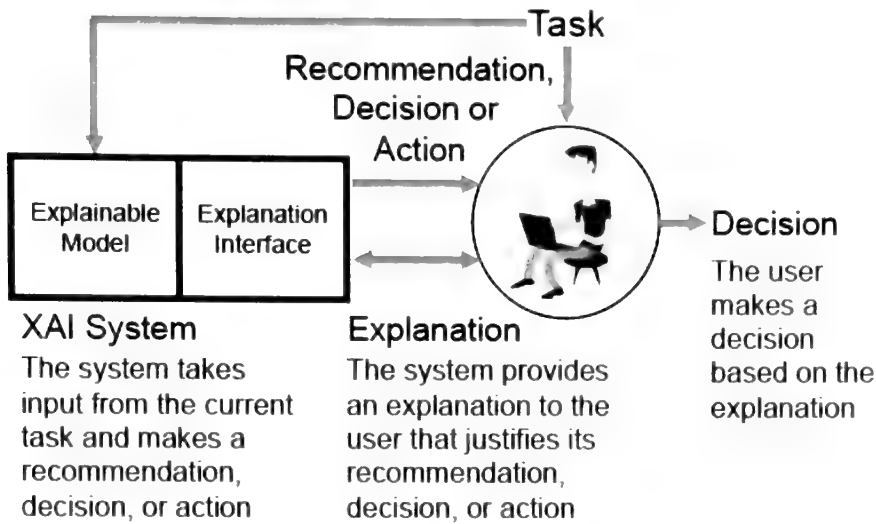 Task
Recommendation,
Decision or
Action
Explainable
Model
Explanation
Interface
Decision
The user
makes a
decision
based on the
explanation
XAI System
The system takes
input from the current
task and makes a
recommendation,
decision, or action
Explanation
The system provides
an explanation to the
user that justifies its
recommendation,
decision, or action